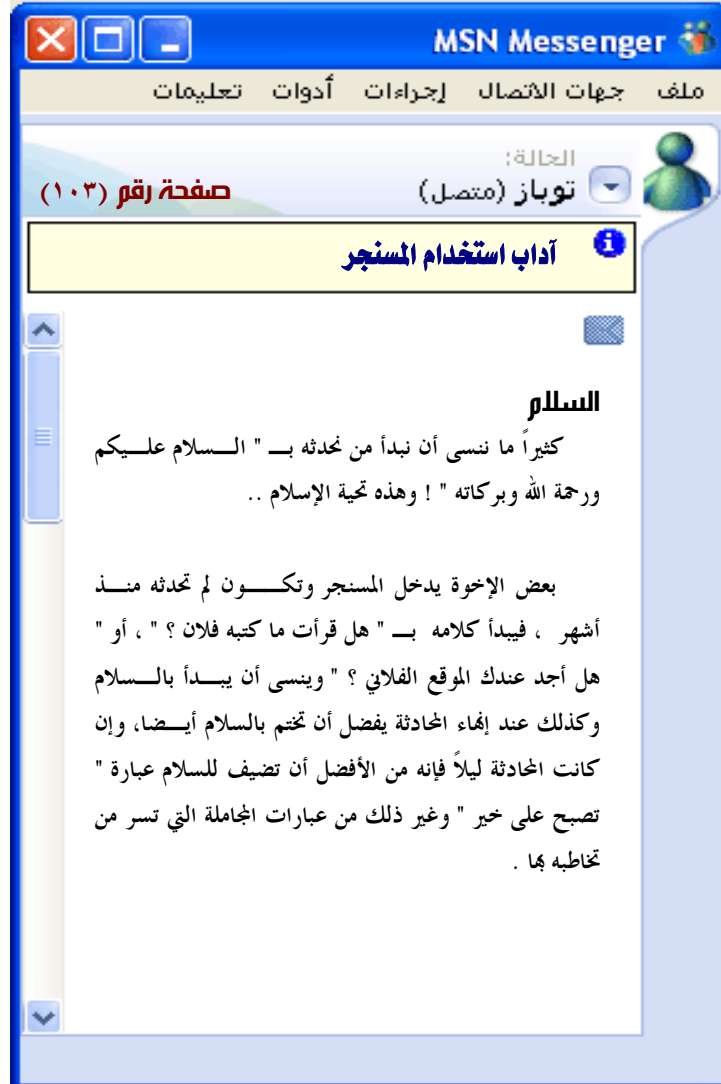 MSN Messenger
ملف جهات الاتصال إجراءات أدوات تعليمات
الحالة:
توباز (متصل)
صفحة رقم (١٠٣)
آداب استخدام المسنجر
السلام
كثيراً ما ننسى أن نبدأ من نحدثه بـ " السلام عليكم
ورحمة الله وبركاته " ! وهذه تحية الإسلام ..
بعض الإخوة يدخل المسنجر وتكون لم تحدثه منذ
أشهر ، فيبدأ كلامه بـ " هل قرأت ما كتبه فلان ؟ " ، أو "
هل أجد عندك الموقع الفلاني ؟ " وينسى أن يبدأ بالسلام
وكذلك عند إنهاء المحادثة يفضل أن تختم بالسلام أيضا، وإن
كانت المحادثة ليلاً فإنه من الأفضل أن تضيف للسلام عبارة "
تصبح على خير " وغير ذلك من عبارات المجاملة التي تسر من
تخاطبه بها .